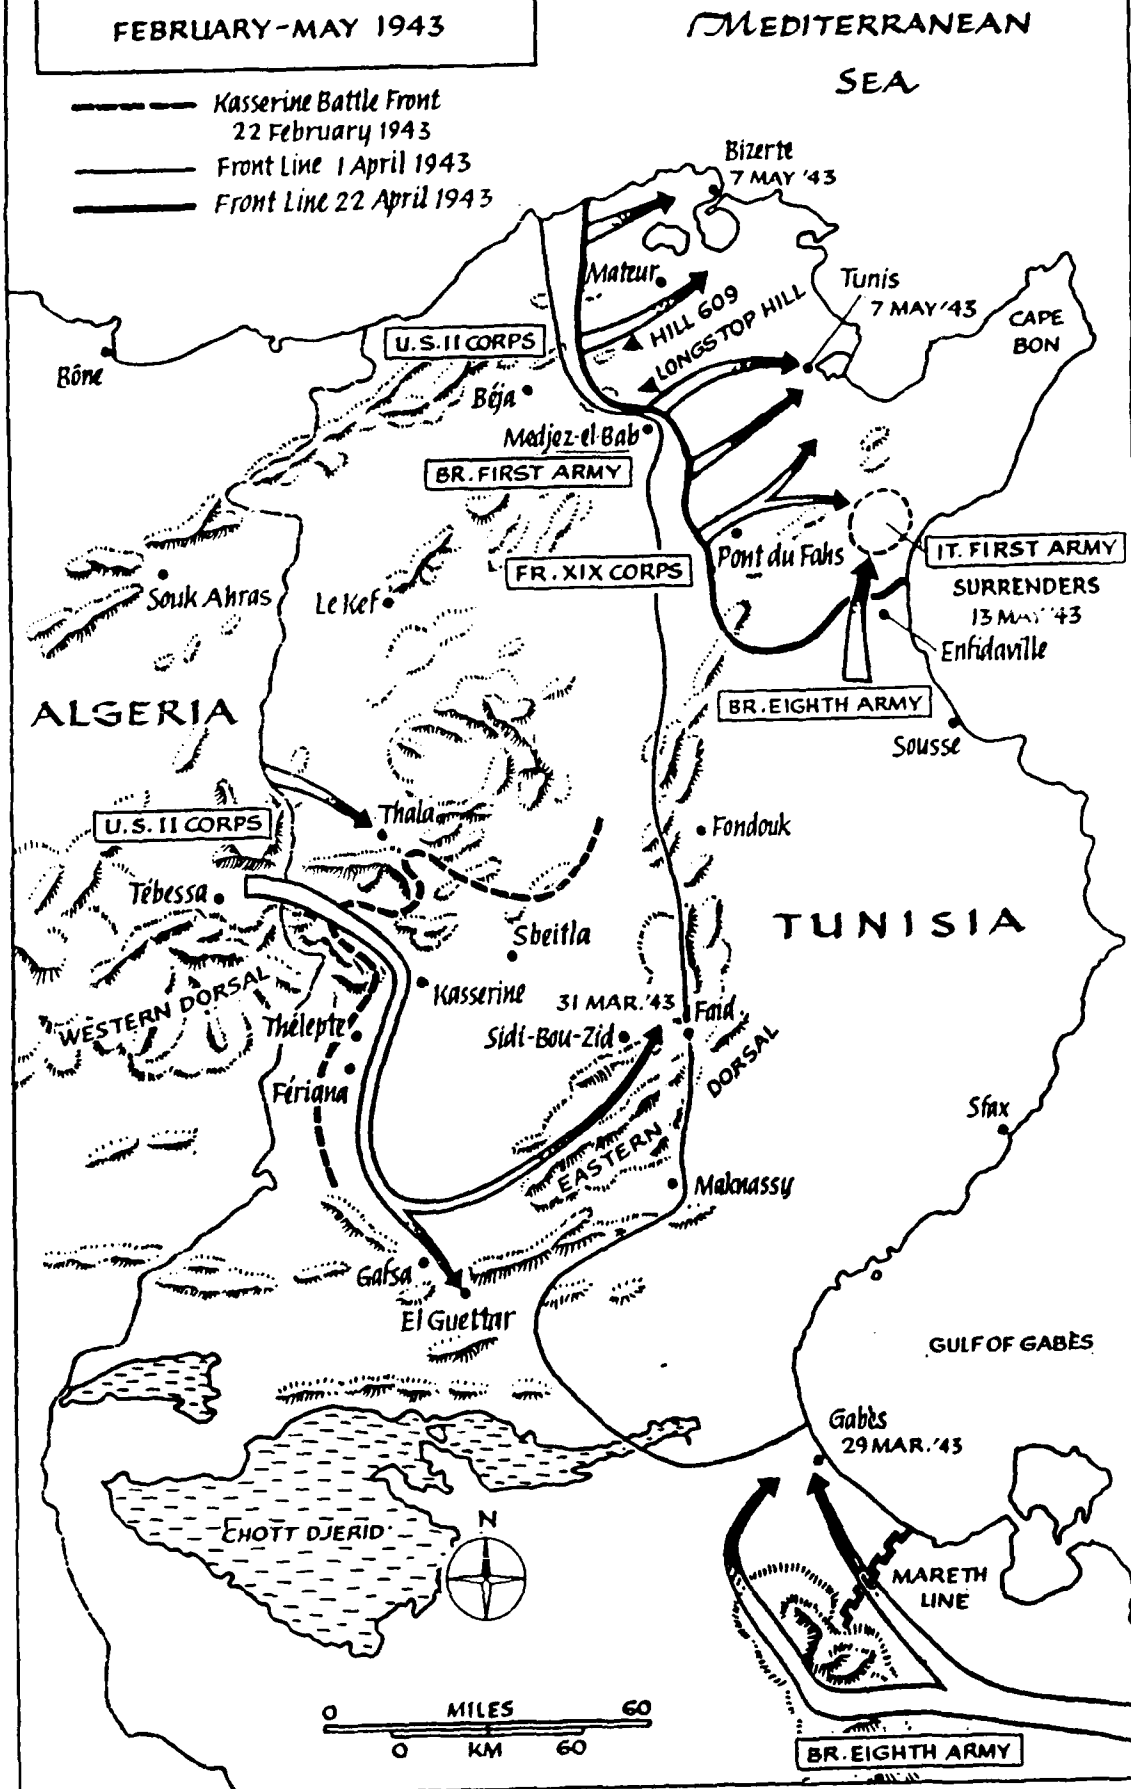 FEBRUARY-MAY 1943
MEDITERRANEAN
SEA
Kasserine Battle Front
22 February 1943
Front Line 1 April 1943
Front Line 22 April 1943
Bizerte
7 MAY '43
Mateur
Tunis
7 MAY '43
CAPE
BON
HILL 609
LONGSTOP HILL
U.S. II CORPS
Bône
Béja
Medjez-el-Bab
BR. FIRST ARMY
Pont du Fahs
IT. FIRST ARMY
SURRENDERS
13 MAY '43
FR. XIX CORPS
Souk Ahras
Le Kef
Enfidaville
ALGERIA
BR. EIGHTH ARMY
Sousse
U.S. II CORPS
Thala
Fondouk
Tébessa
Sbeitla
TUNISIA
Kasserine
WESTERN DORSAL
31 MAR. '43
Faid
Thélepte
Sidi-Bou-Zid
Fériana
EASTERN DORSAL
Sfax
Maknassy
Gafsa
El Guettar
GULF OF GABÈS
Gabès
29 MAR. '43
CHOTT DJERID
N
MARETH
LINE
0 MILES 60
0 KM 60
BR. EIGHTH ARMY